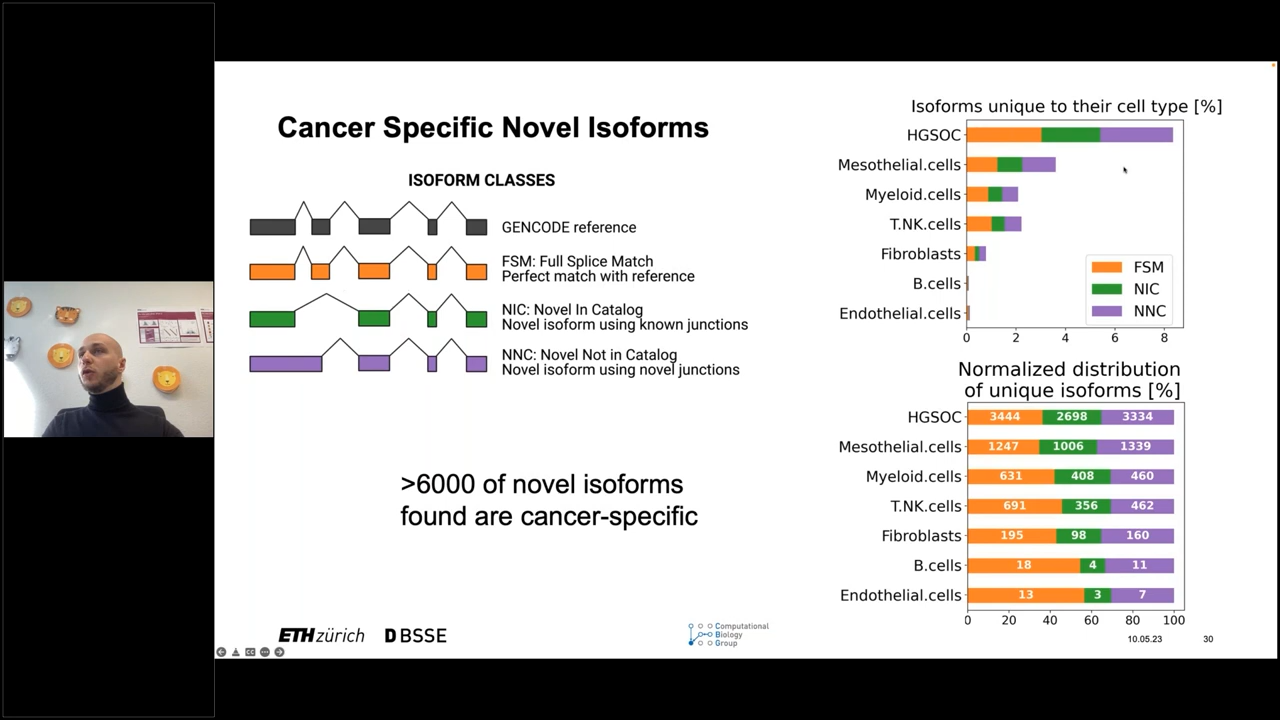 Cancer Specific Novel Isoforms
ISOFORM CLASSES
GENCODE reference
FSM: Full Splice Match
Perfect match with reference
NIC: Novel In Catalog
Novel isoform using known junctions
NNC: Novel Not in Catalog
Novel isoform using novel junctions
>6000 of novel isoforms
found are cancer-specific
Isoforms unique to their cell type [%]
HGSOC
Mesothelial.cells
Myeloid.cells
T.NK.cells
Fibroblasts
B.cells
Endothelial.cells
FSM
NIC
NNC
0 2 4 6 8
Normalized distribution
of unique isoforms [%]
HGSOC 3444 2698 3334
Mesothelial.cells 1247 1006 1339
Myeloid.cells 631 408 460
T.NK.cells 691 356 462
Fibroblasts 195 98 160
B.cells 18 4 11
Endothelial.cells 13 3 7
0 20 40 60 80 100
ETH zürich DBSSE
Computational
Biology
Group
10.05.23 30